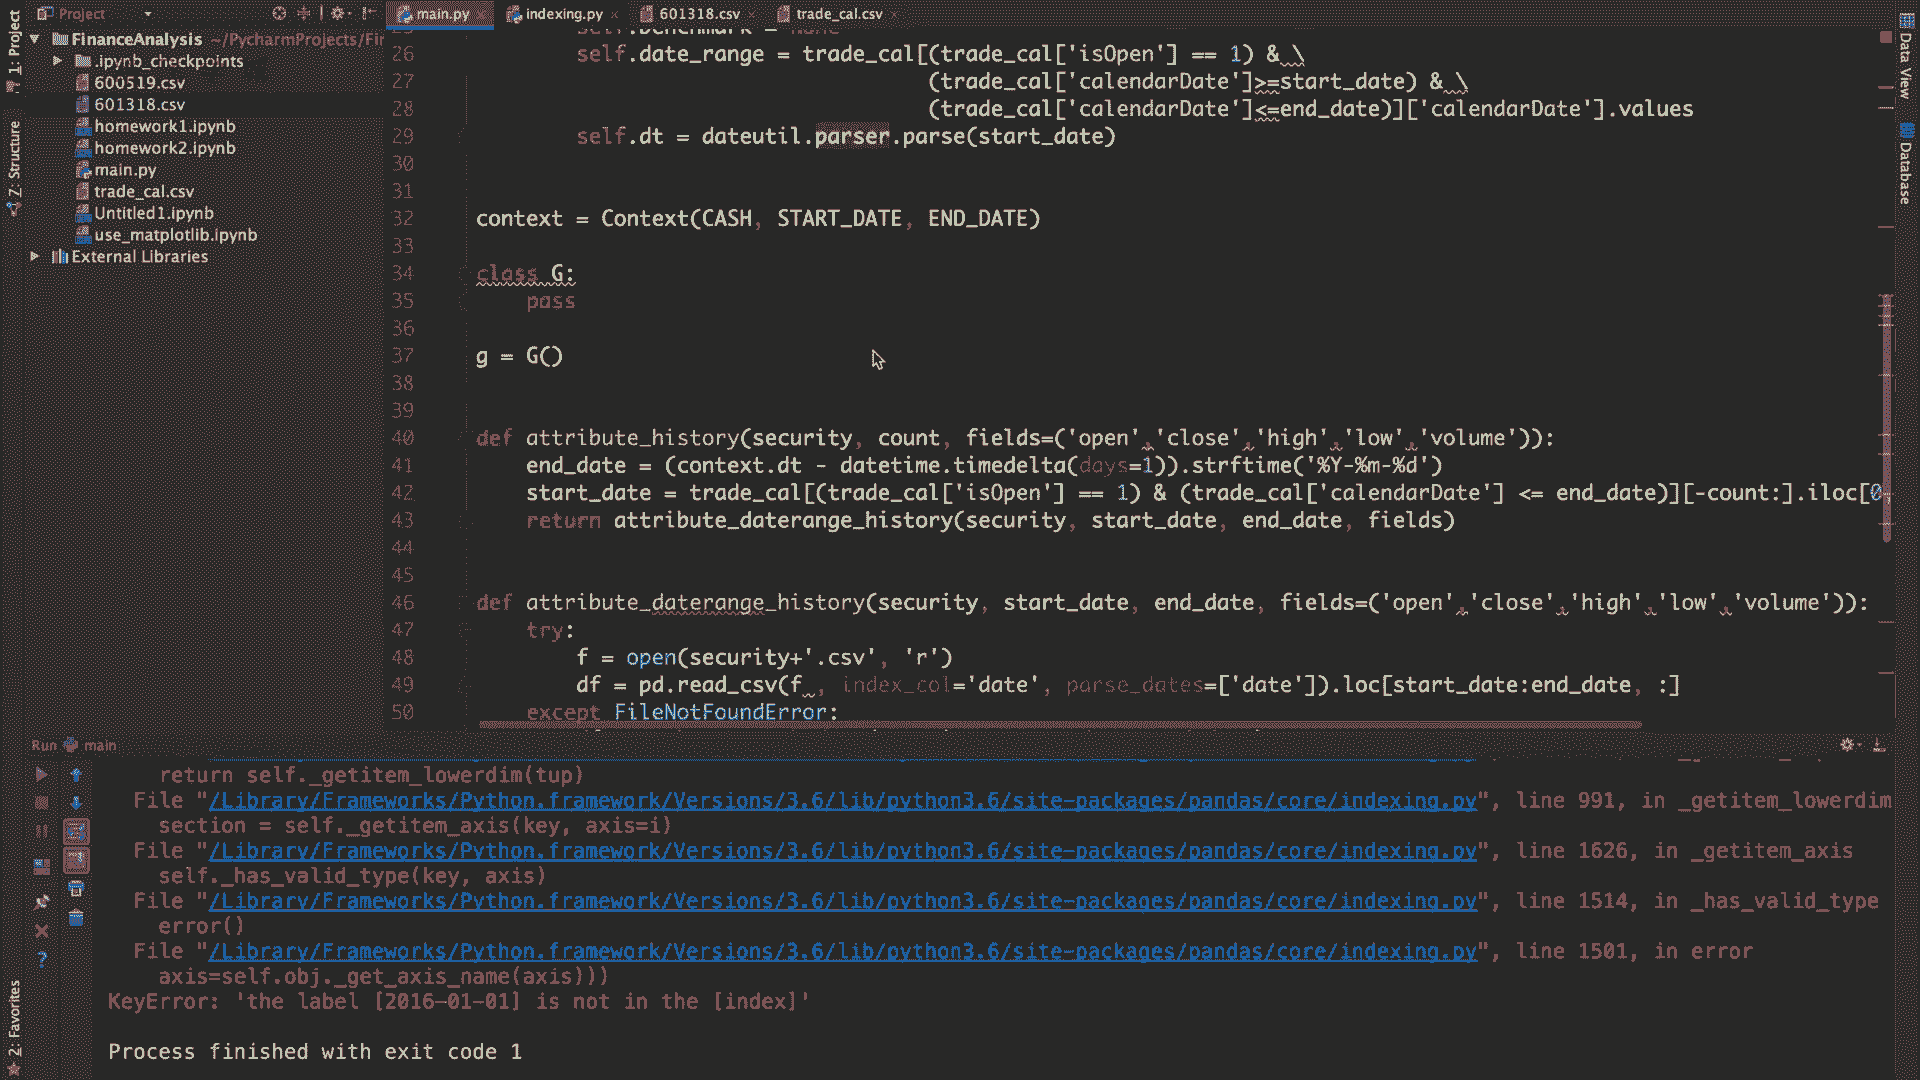 Project
main.py
indexing.py
601318.csv
trade_cal.csv
1: Project
FinanceAnalysis ~/PycharmProjects/Fir
.ipynb_checkpoints
600519.csv
601318.csv
homework1.ipynb
homework2.ipynb
main.py
trade_cal.csv
Untitled1.ipynb
use_matplotlib.ipynb
External Libraries
Z: Structure
2: Favorites
Data View
Database
26 self.date_range = trade_cal[(trade_cal['isOpen'] == 1) & \
27 (trade_cal['calendarDate']>=start_date) & \
28 (trade_cal['calendarDate']<=end_date)]['calendarDate'].values
29 self.dt = dateutil.parser.parse(start_date)
30
31
32 context = Context(CASH, START_DATE, END_DATE)
33
34 class G:
35 pass
36
37 g = G()
38
39
40 def attribute_history(security, count, fields=('open','close','high','low','volume')):
41 end_date = (context.dt - datetime.timedelta(days=1)).strftime('%Y-%m-%d')
42 start_date = trade_cal[(trade_cal['isOpen'] == 1) & (trade_cal['calendarDate'] <= end_date)][-count:].iloc[0
43 return attribute_daterange_history(security, start_date, end_date, fields)
44
45
46 def attribute_daterange_history(security, start_date, end_date, fields=('open','close','high','low','volume')):
47 try:
48 f = open(security+'.csv', 'r')
49 df = pd.read_csv(f , index_col='date', parse_dates=['date']).loc[start_date:end_date, :]
50 except FileNotFoundError:
Run main
return self._getitem_lowerdim(tup)
File "/Library/Frameworks/Python.framework/Versions/3.6/lib/python3.6/site-packages/pandas/core/indexing.py", line 991, in _getitem_lowerdim
section = self._getitem_axis(key, axis=i)
File "/Library/Frameworks/Python.framework/Versions/3.6/lib/python3.6/site-packages/pandas/core/indexing.py", line 1626, in _getitem_axis
self._has_valid_type(key, axis)
File "/Library/Frameworks/Python.framework/Versions/3.6/lib/python3.6/site-packages/pandas/core/indexing.py", line 1514, in _has_valid_type
error()
File "/Library/Frameworks/Python.framework/Versions/3.6/lib/python3.6/site-packages/pandas/core/indexing.py", line 1501, in error
axis=self.obj._get_axis_name(axis)))
KeyError: 'the label [2016-01-01] is not in the [index]'
Process finished with exit code 1